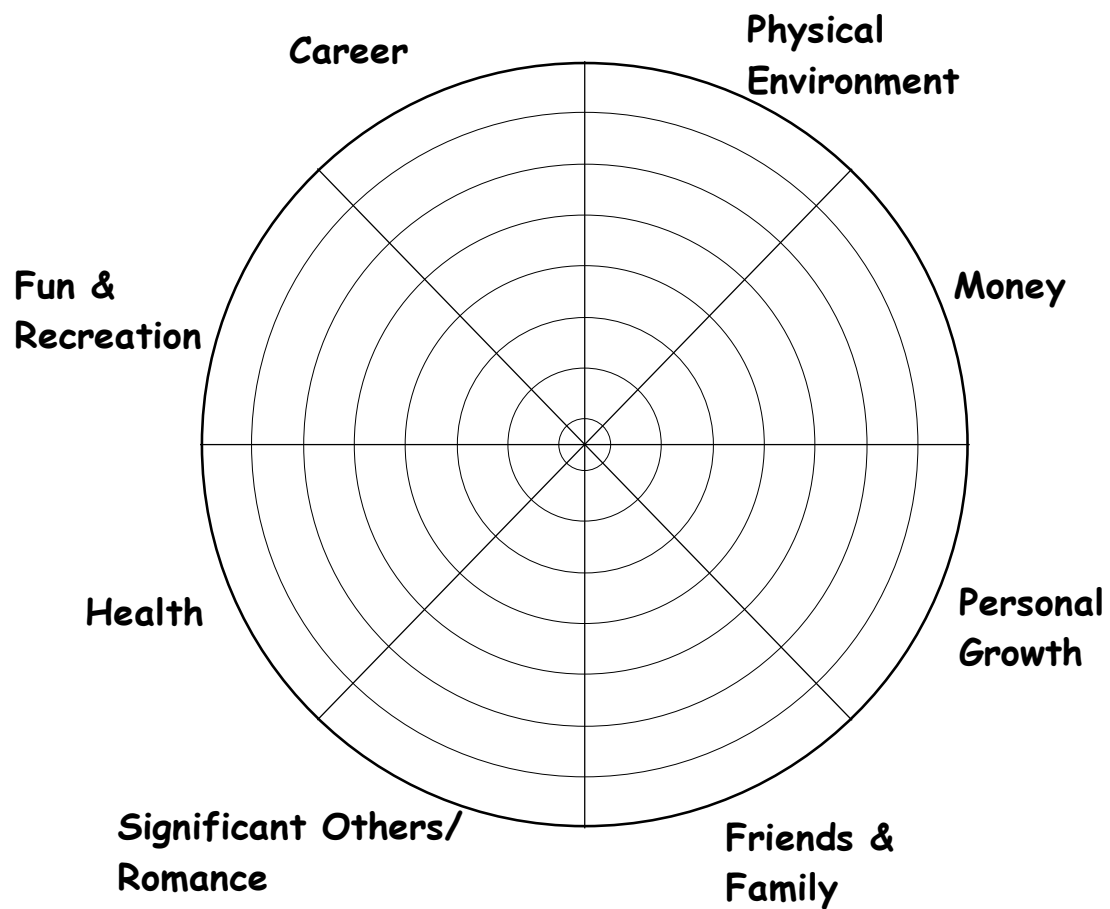 Career
Physical
Environment
Fun &
Recreation
Money
Health
Personal
Growth
Significant Others/
Romance
Friends &
Family